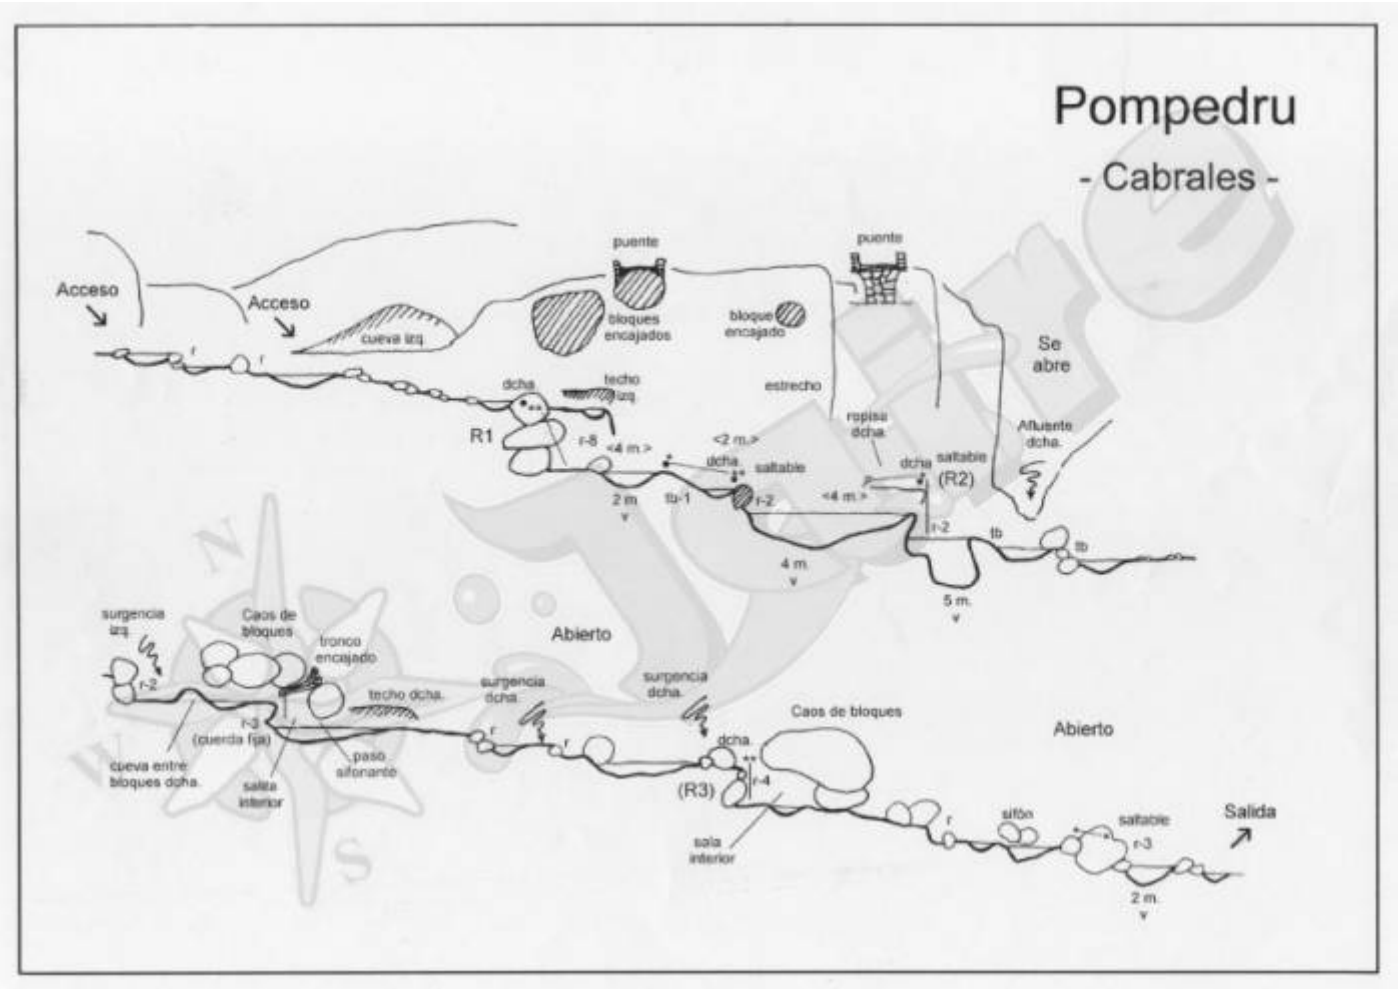 Pompedru
- Cabrales -
puente
puente
Acceso
Acceso
cueva izq.
bloques
encajados
bloque
encajado
Se
abre
r
r
dcha
techo
izq.
estrecho
repisa
dcha.
Afluente
dcha.
R1
r-8
<4 m.>
<2 m.>
dcha.
saltable
dcha
saltable
(R2)
2 m
v
tb-1
r-2
<4 m.>
r-2
tb
tb
4 m.
v
5 m.
v
N
surgencia
izq.
Caos de
bloques
tronco
encajado
Abierto
r-2
techo dcha.
surgencia
dcha.
surgencia
dcha.
Caos de bloques
Abierto
r-3
(cuerda fija)
r
r
dcha.
cueva entre
bloques dcha.
salita
interior
paso
sifonante
(R3)
r-4
W
S
sala
interior
r
sifón
saltable
r-3
Salida
2 m.
v